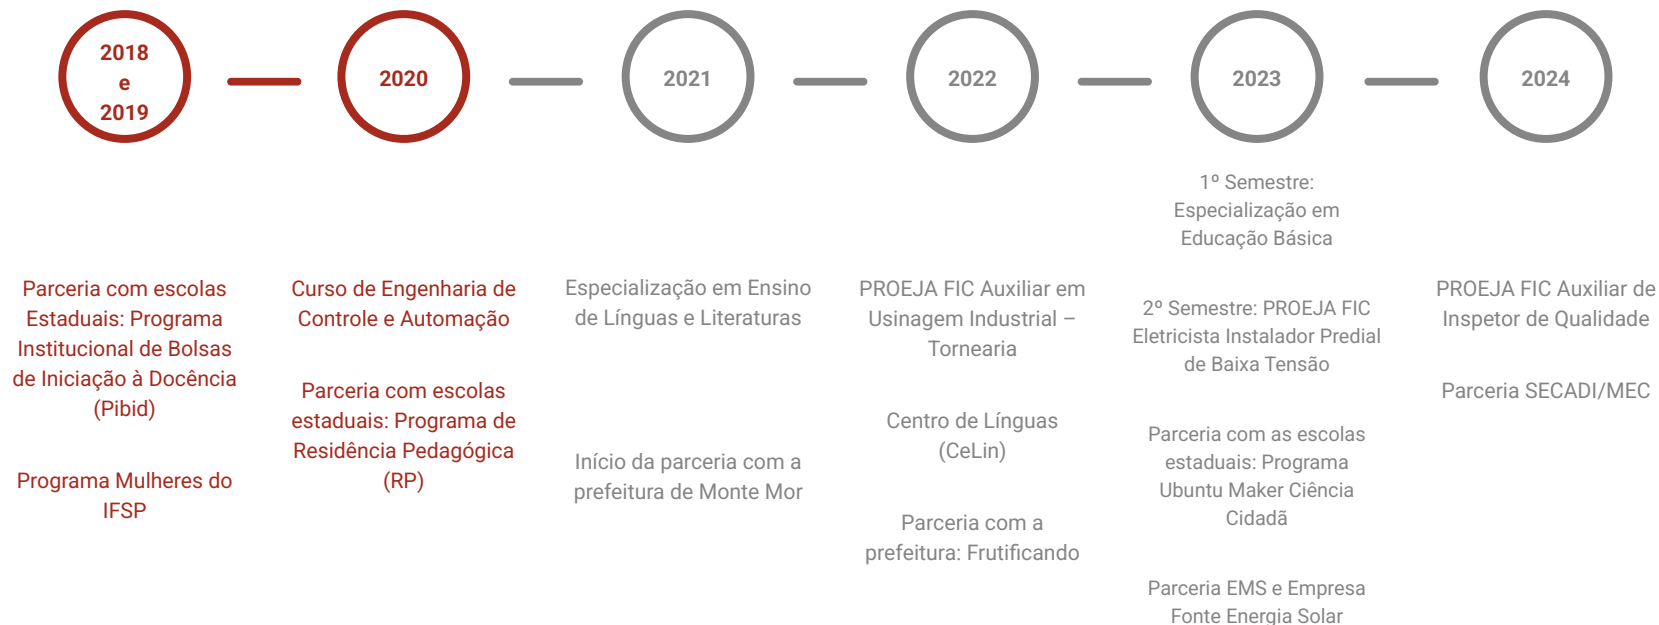 2018
e
2019
2020
2021
2022
2023
2024
Parceria com escolas
Estaduais: Programa
Institucional de Bolsas
de Iniciação à Docência
(Pibid)
Programa Mulheres do
IFSP
Curso de Engenharia de
Controle e Automação
Parceria com escolas
estaduais: Programa de
Residência Pedagógica
(RP)
Especialização em Ensino
de Línguas e Literaturas
Início da parceria com a
prefeitura de Monte Mor
PROEJA FIC Auxiliar em
Usinagem Industrial –
Tornearia
Centro de Línguas
(CeLin)
Parceria com a
prefeitura: Frutificando
1º Semestre:
Especialização em
Educação Básica
2º Semestre: PROEJA FIC
Eletricista Instalador Predial
de Baixa Tensão
Parceria com as escolas
estaduais: Programa
Ubuntu Maker Ciência
Cidadã
Parceria EMS e Empresa
Fonte Energia Solar
PROEJA FIC Auxiliar de
Inspetor de Qualidade
Parceria SECADI/MEC